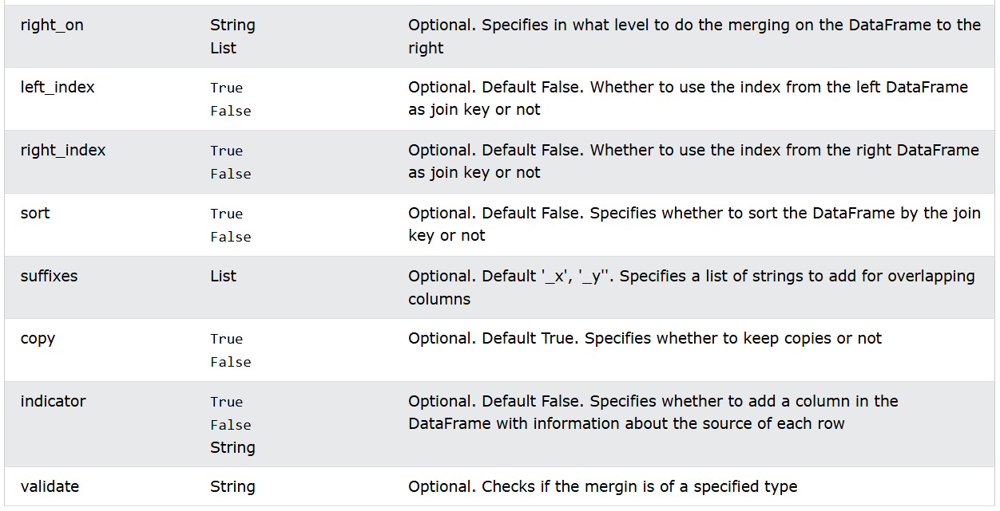 right_on String Optional. Specifies in what level to do the merging on the DataFrame to the
List right
left_index True Optional. Default False. Whether to use the index from the left DataFrame
False as join key or not
right_index True Optional. Default False. Whether to use the index from the right DataFrame
False as join key or not
sort True Optional. Default False. Specifies whether to sort the DataFrame by the join
False key or not
suffixes List Optional. Default '_x', '_y''. Specifies a list of strings to add for overlapping
columns
copy True Optional. Default True. Specifies whether to keep copies or not
False
indicator True Optional. Default False. Specifies whether to add a column in the
False DataFrame with information about the source of each row
String
validate String Optional. Checks if the mergin is of a specified type